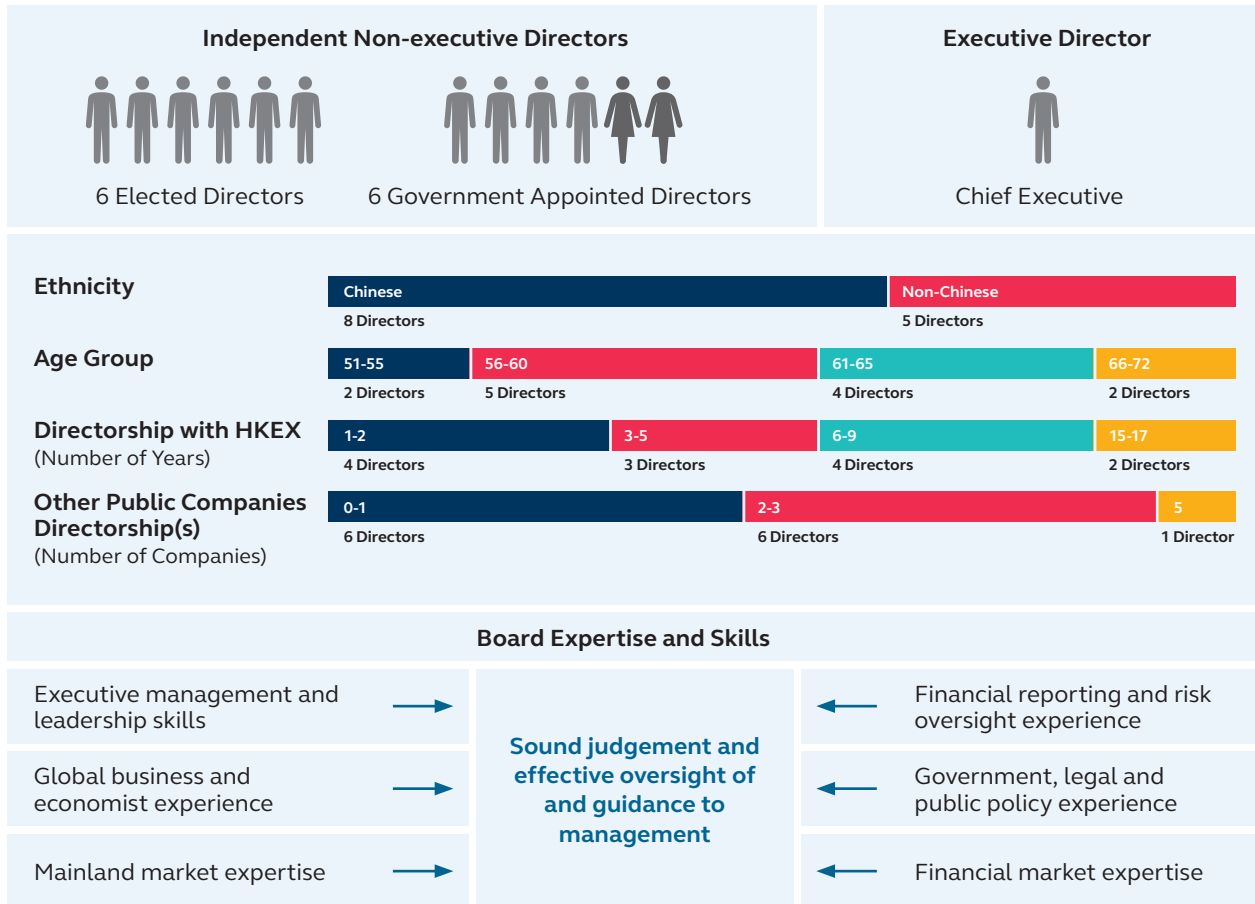 Independent Non-executive Directors
6 Elected Directors
6 Government Appointed Directors
Executive Director
Chief Executive
Ethnicity
Chinese
Non-Chinese
8 Directors
5 Directors
Age Group
51-55
56-60
61-65
66-72
2 Directors
5 Directors
4 Directors
2 Directors
Directorship with HKEX
(Number of Years)
1-2
3-5
6-9
15-17
4 Directors
3 Directors
4 Directors
2 Directors
Other Public Companies
Directorship(s)
(Number of Companies)
0-1
2-3
5
6 Directors
6 Directors
1 Director
Board Expertise and Skills
Executive management and
leadership skills
Global business and
economist experience
Mainland market expertise
Sound judgement and
effective oversight of
and guidance to
management
Financial reporting and risk
oversight experience
Government, legal and
public policy experience
Financial market expertise